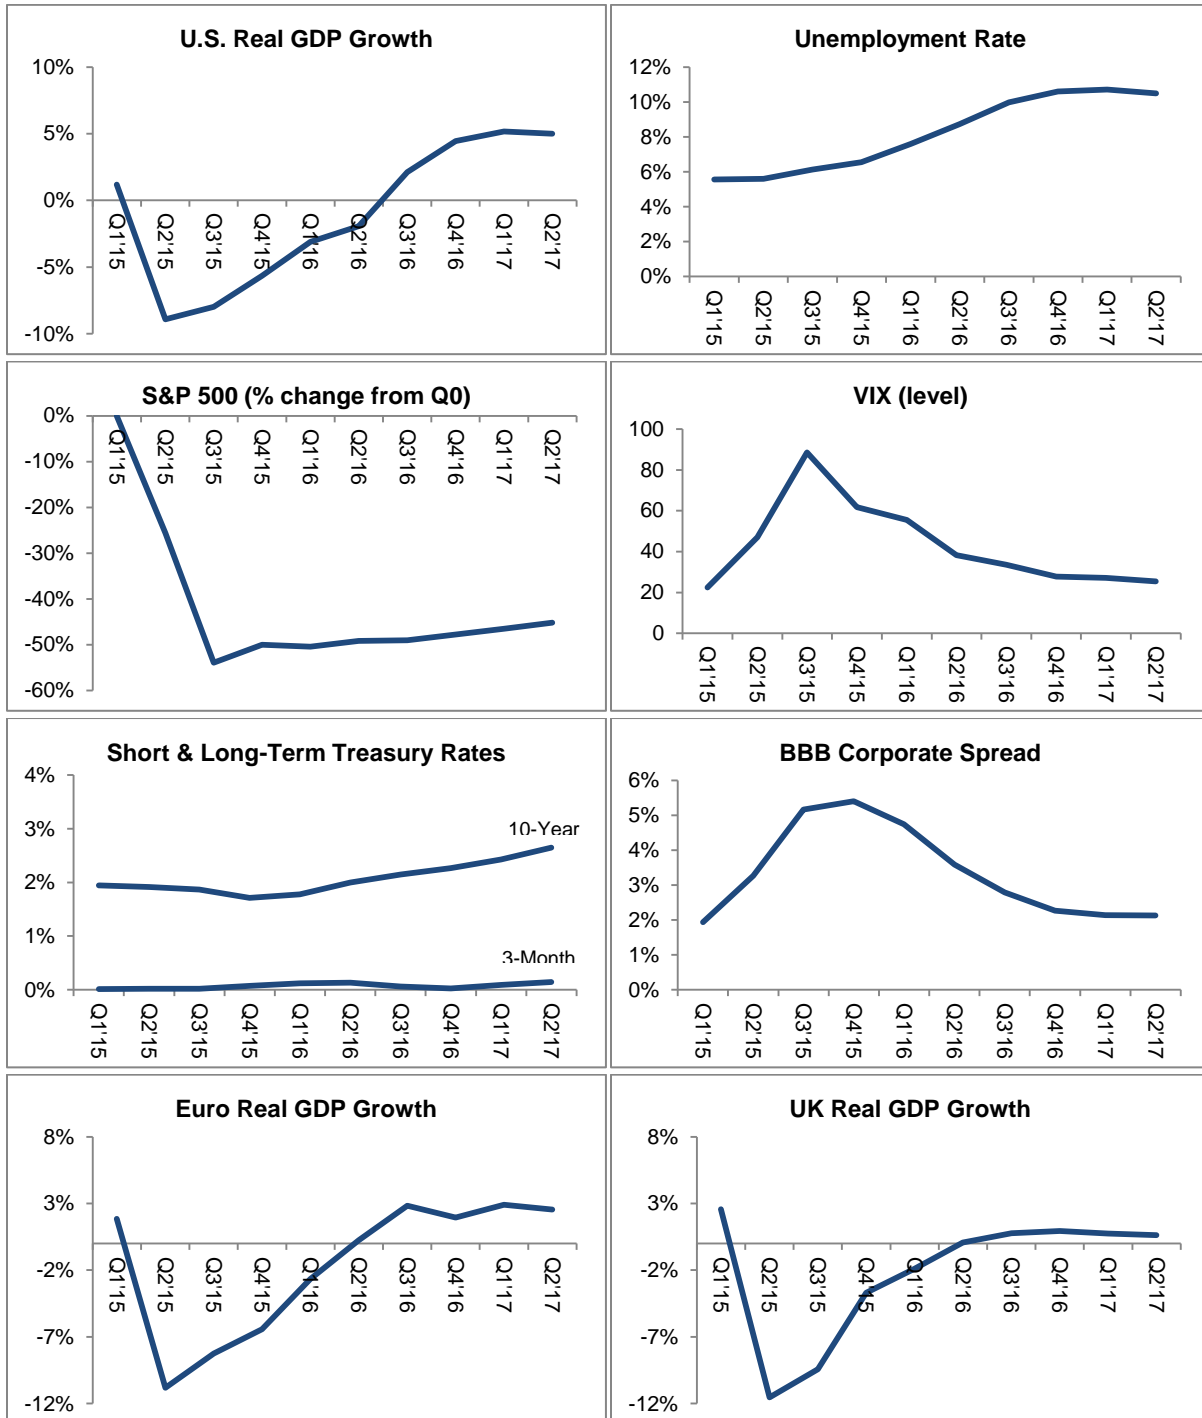 U.S. Real GDP Growth
10%
5%
0%
-5%
-10%
Q1'15
Q2'15
Q3'15
Q4'15
Q1'16
Q2'16
Q3'16
Q4'16
Q1'17
Q2'17
Unemployment Rate
12%
10%
8%
6%
4%
2%
0%
Q1'15
Q2'15
Q3'15
Q4'15
Q1'16
Q2'16
Q3'16
Q4'16
Q1'17
Q2'17
S&P 500 (% change from Q0)
0%
-10%
-20%
-30%
-40%
-50%
-60%
Q1'15
Q2'15
Q3'15
Q4'15
Q1'16
Q2'16
Q3'16
Q4'16
Q1'17
Q2'17
VIX (level)
100
80
60
40
20
0
Q1'15
Q2'15
Q3'15
Q4'15
Q1'16
Q2'16
Q3'16
Q4'16
Q1'17
Q2'17
Short & Long-Term Treasury Rates
4%
3%
2%
1%
0%
10-Year
3-Month
Q1'15
Q2'15
Q3'15
Q4'15
Q1'16
Q2'16
Q3'16
Q4'16
Q1'17
Q2'17
BBB Corporate Spread
6%
5%
4%
3%
2%
1%
0%
Q1'15
Q2'15
Q3'15
Q4'15
Q1'16
Q2'16
Q3'16
Q4'16
Q1'17
Q2'17
Euro Real GDP Growth
8%
3%
-2%
-7%
-12%
Q1'15
Q2'15
Q3'15
Q4'15
Q1'16
Q2'16
Q3'16
Q4'16
Q1'17
Q2'17
UK Real GDP Growth
8%
3%
-2%
-7%
-12%
Q1'15
Q2'15
Q3'15
Q4'15
Q1'16
Q2'16
Q3'16
Q4'16
Q1'17
Q2'17